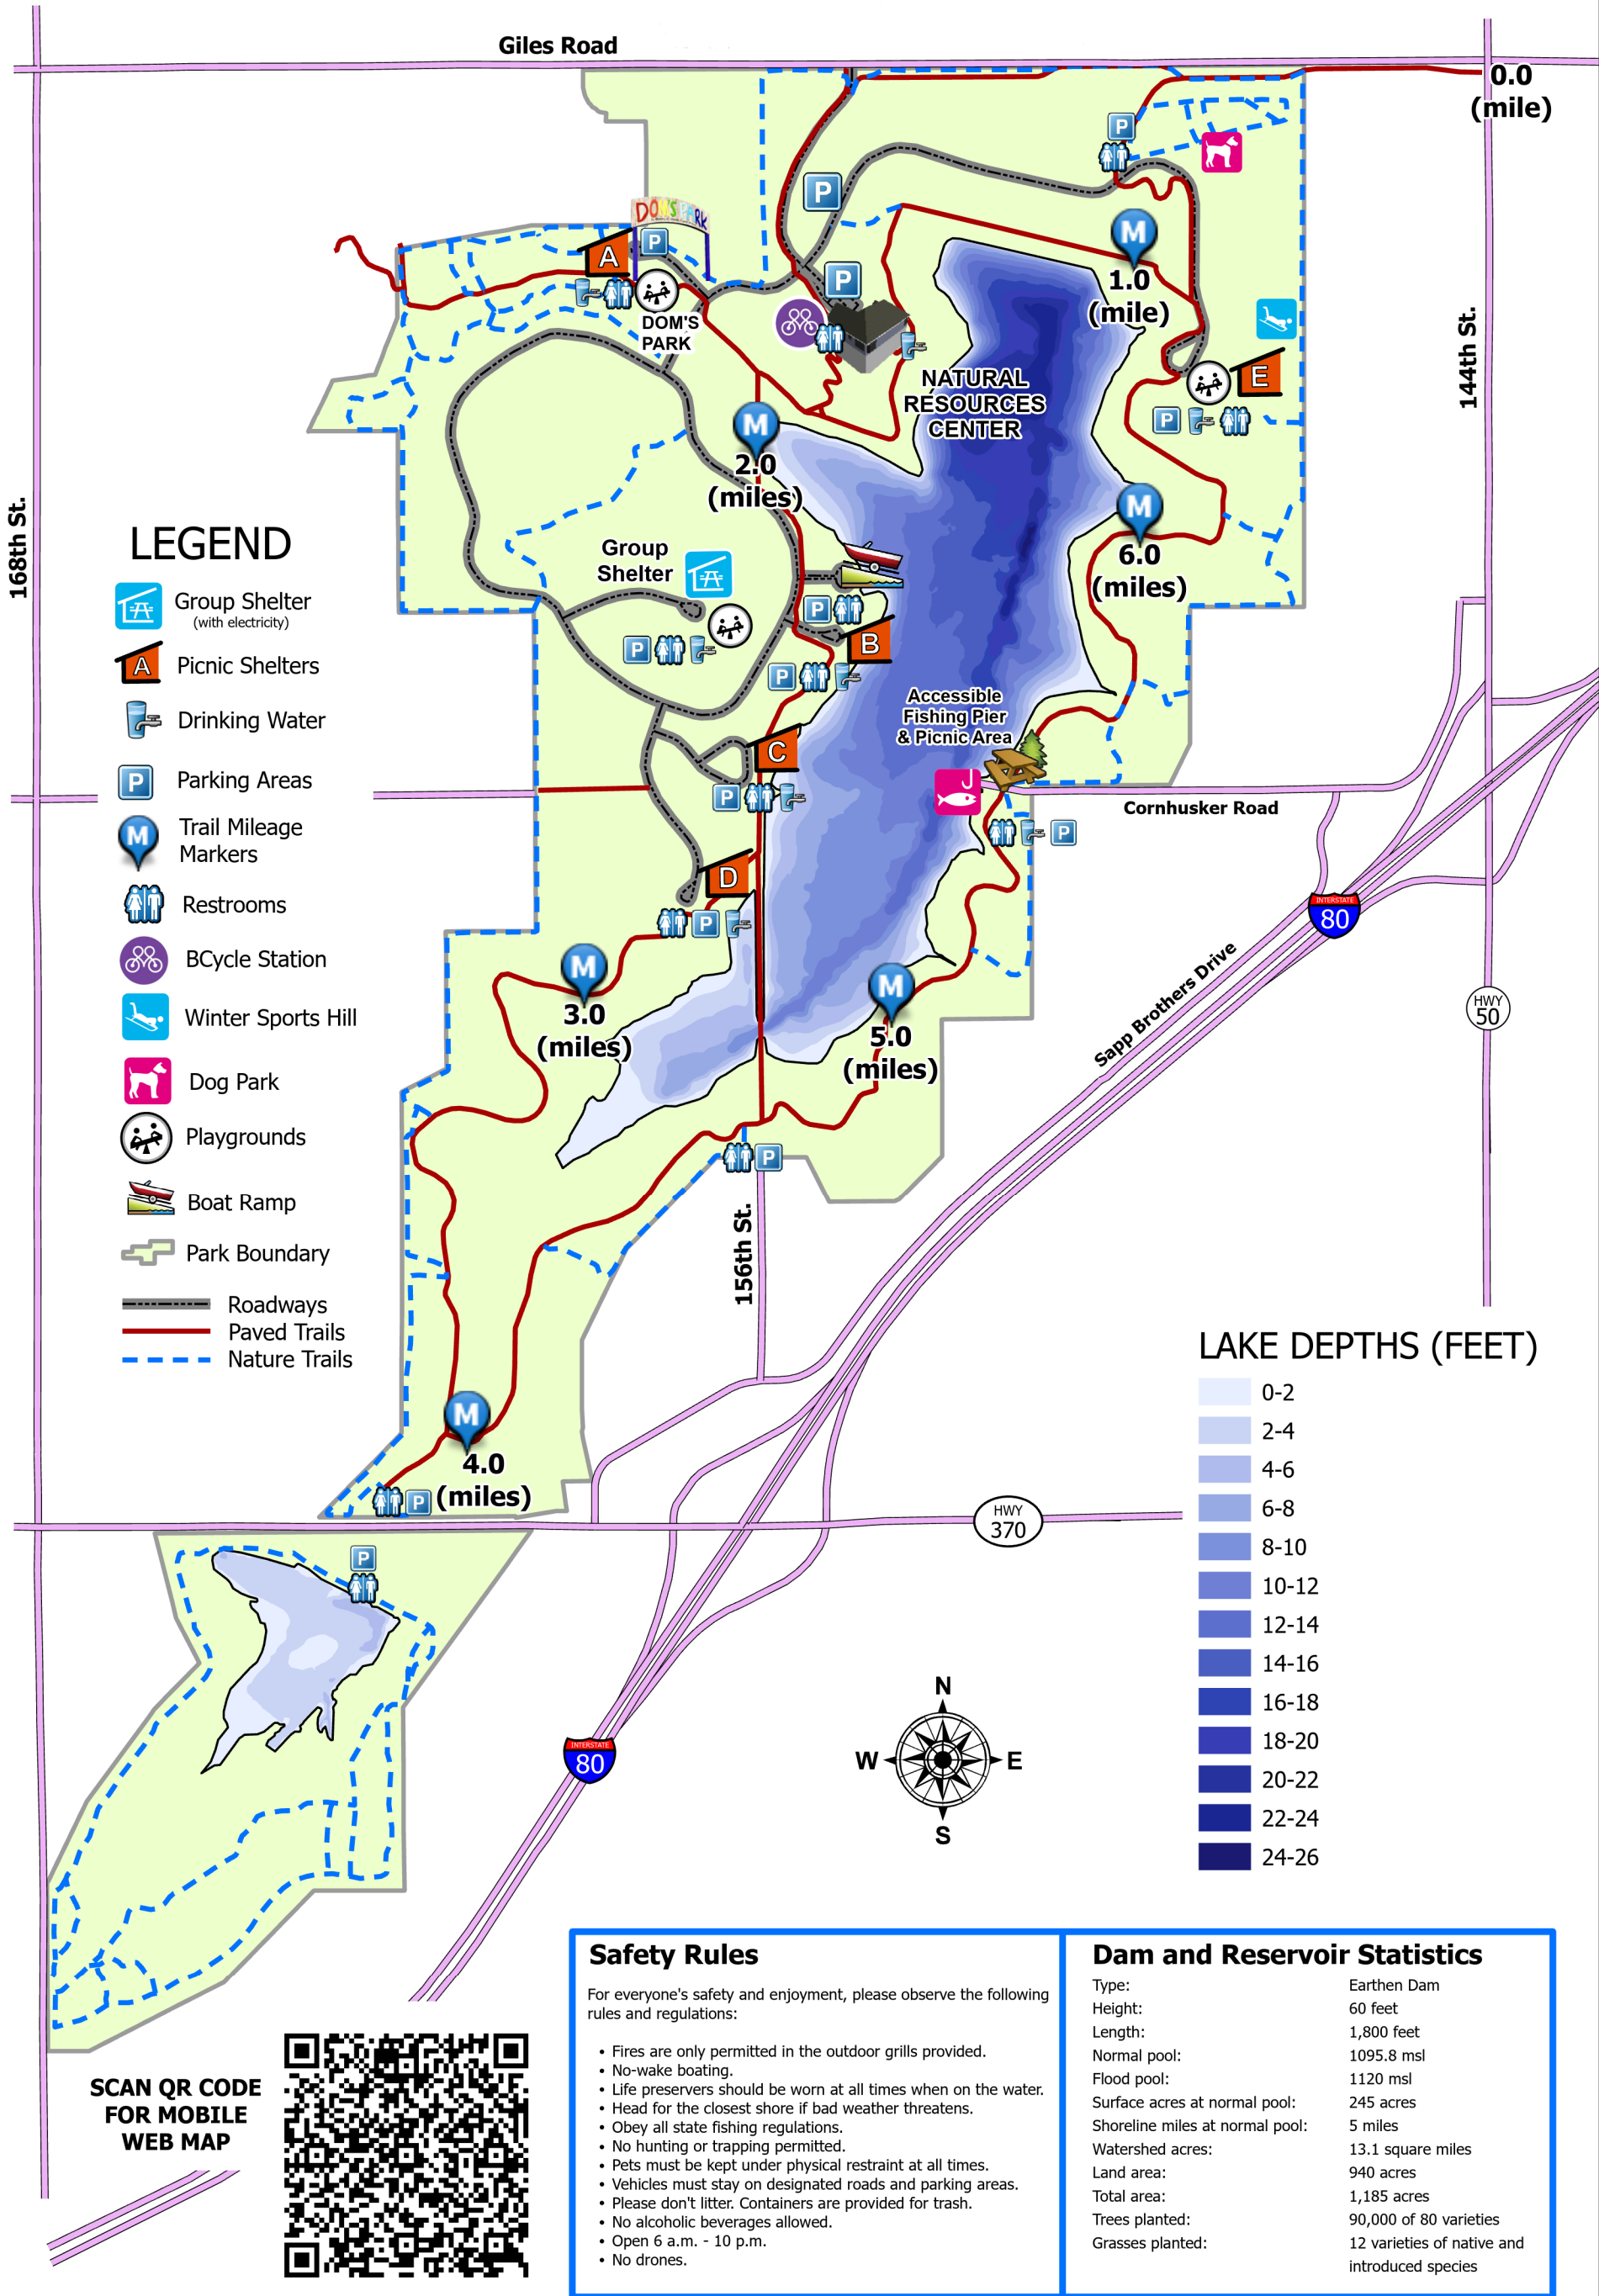 Giles Road
0.0
(mile)
P
P
DOM'S PARK
A
P
M
1.0
(mile)
P
DOM'S
PARK
144th St.
E
P
NATURAL
RESOURCES
CENTER
M
2.0
(miles)
M
6.0
(miles)
168th St.
LEGEND
Group Shelter
(with electricity)
A
Picnic Shelters
Drinking Water
P
Parking Areas
M
Trail Mileage
Markers
Restrooms
BCycle Station
Winter Sports Hill
Dog Park
Playgrounds
Boat Ramp
Park Boundary
Roadways
Paved Trails
Nature Trails
Group
Shelter
P
P
B
P
Accessible
Fishing Pier
& Picnic Area
C
P
Cornhusker Road
P
D
P
INTERSTATE
80
Sapp Brothers Drive
HWY
50
M
3.0
(miles)
M
5.0
(miles)
P
156th St.
M
4.0
(miles)
P
HWY
370
P
LAKE DEPTHS (FEET)
0-2
2-4
4-6
6-8
8-10
10-12
12-14
14-16
16-18
18-20
20-22
22-24
24-26
N
W
E
S
INTERSTATE
80
SCAN QR CODE
FOR MOBILE
WEB MAP
Safety Rules
For everyone's safety and enjoyment, please observe the following
rules and regulations:
• Fires are only permitted in the outdoor grills provided.
• No-wake boating.
• Life preservers should be worn at all times when on the water.
• Head for the closest shore if bad weather threatens.
• Obey all state fishing regulations.
• No hunting or trapping permitted.
• Pets must be kept under physical restraint at all times.
• Vehicles must stay on designated roads and parking areas.
• Please don't litter. Containers are provided for trash.
• No alcoholic beverages allowed.
• Open 6 a.m. - 10 p.m.
• No drones.
Dam and Reservoir Statistics
Type: Earthen Dam
Height: 60 feet
Length: 1,800 feet
Normal pool: 1095.8 msl
Flood pool: 1120 msl
Surface acres at normal pool: 245 acres
Shoreline miles at normal pool: 5 miles
Watershed acres: 13.1 square miles
Land area: 940 acres
Total area: 1,185 acres
Trees planted: 90,000 of 80 varieties
Grasses planted: 12 varieties of native and
introduced species